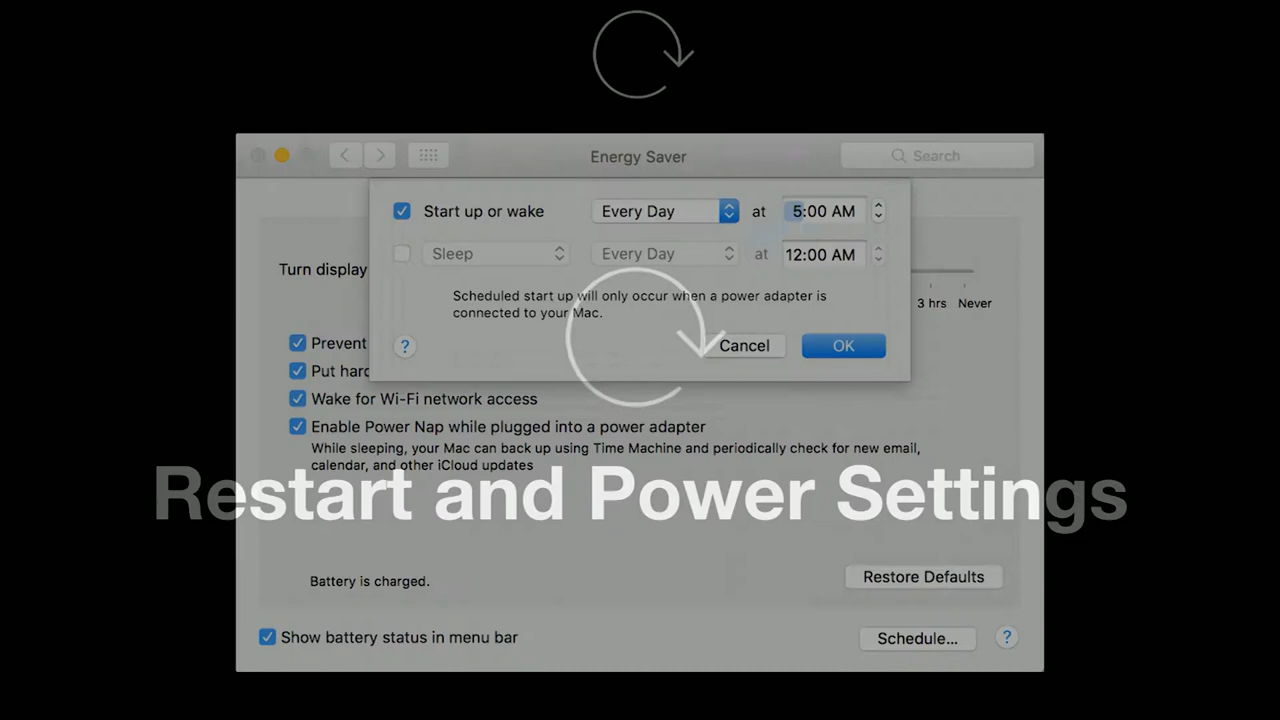 Energy Saver
Search
Start up or wake Every Day at 5:00 AM
Sleep Every Day at 12:00 AM
Turn display
Scheduled start up will only occur when a power adapter is
connected to your Mac.
3 hrs Never
? Cancel OK
Prevent
Put hard
Wake for Wi-Fi network access
Enable Power Nap while plugged into a power adapter
While sleeping, your Mac can back up using Time Machine and periodically check for new email,
calendar, and other iCloud updates
Restart and Power Settings
Battery is charged.
Restore Defaults
Show battery status in menu bar
Schedule... ?